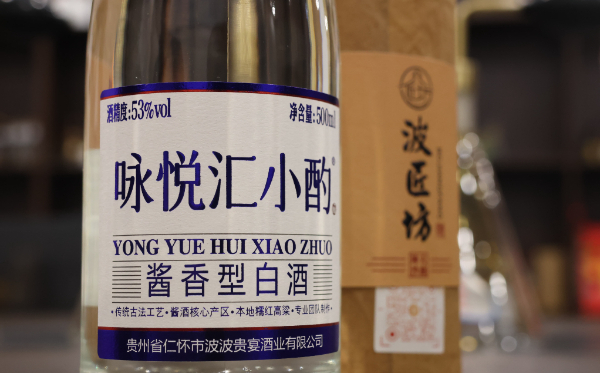 酒精度:53%vol
净含量:500ml
咏悦汇小酌
YONG YUE HUI XIAO ZHUO
酱香型白酒
·传统古法工艺·酱酒核心产区·本地糯红高粱·专业团队制作·
贵州省仁怀市波波贵宴酒业有限公司
波匠坊